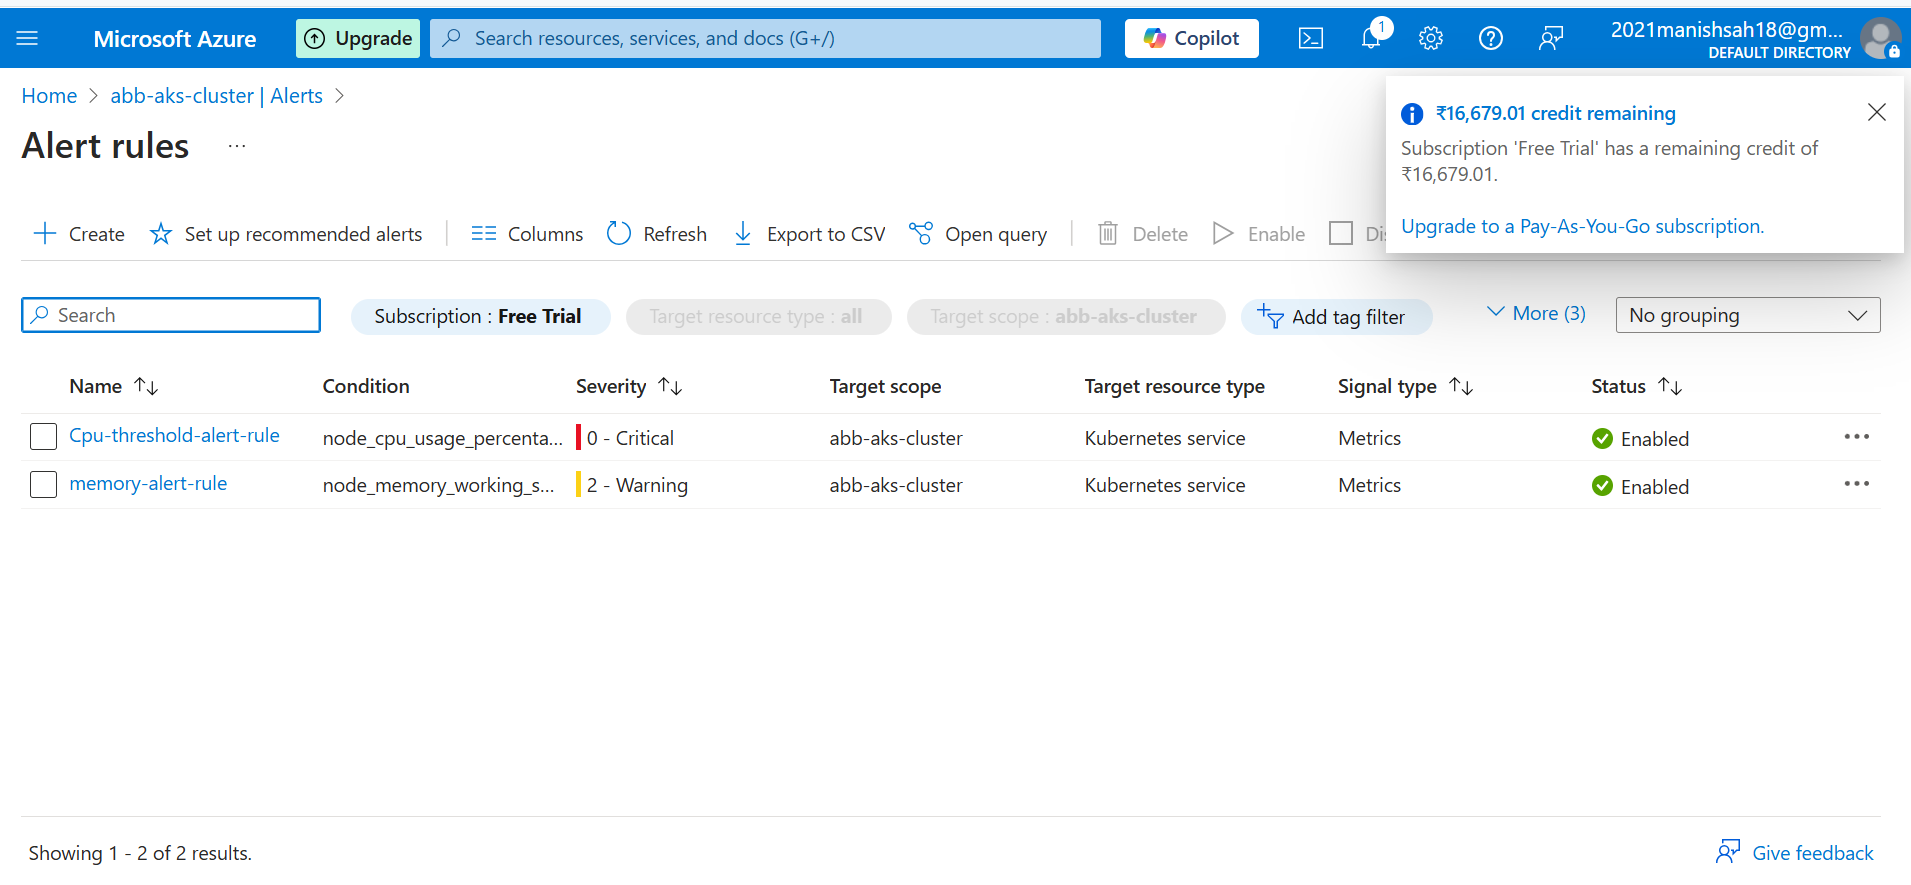 Microsoft Azure
Upgrade
Search resources, services, and docs (G+/)
Copilot
1
2021manishsah18@gm...
DEFAULT DIRECTORY
Home
abb-aks-cluster | Alerts
Alert rules
...
₹16,679.01 credit remaining
Subscription 'Free Trial' has a remaining credit of
₹16,679.01.
Upgrade to a Pay-As-You-Go subscription.
Create
Set up recommended alerts
Columns
Refresh
Export to CSV
Open query
Delete
Enable
Search
Subscription : Free Trial
Target resource type : all
Target scope : abb-aks-cluster
Add tag filter
More (3)
No grouping
Name Condition Severity Target scope Target resource type Signal type Status
Cpu-threshold-alert-rule node_cpu_usage_percenta... 0 - Critical abb-aks-cluster Kubernetes service Metrics Enabled
memory-alert-rule node_memory_working_s... 2 - Warning abb-aks-cluster Kubernetes service Metrics Enabled
Showing 1 - 2 of 2 results.
Give feedback